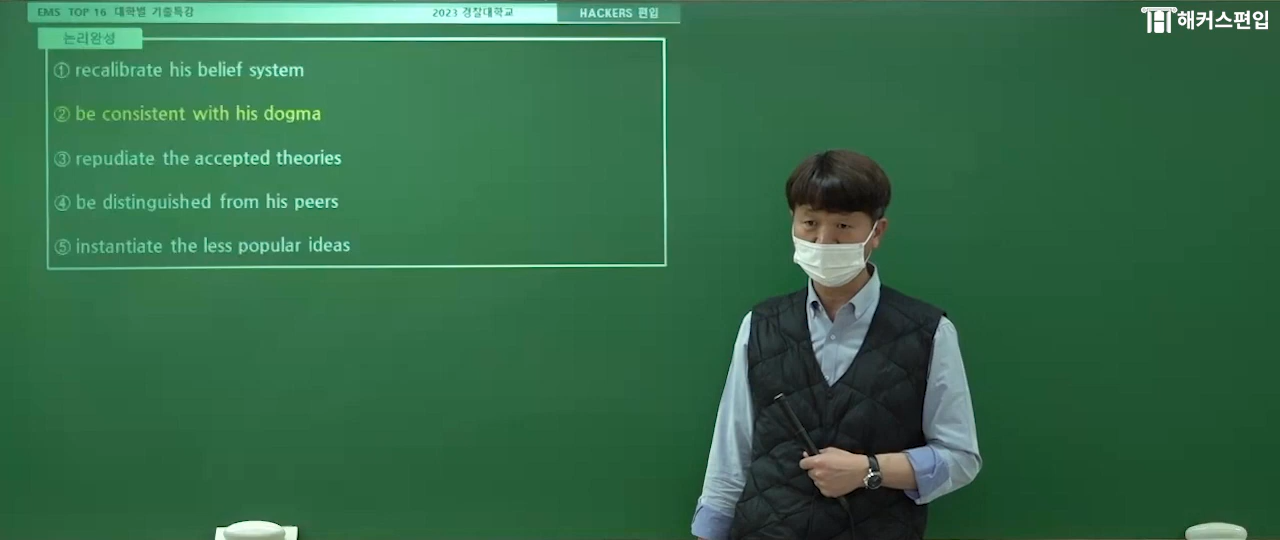 EMS TOP 16 대학별 기출특강 2023 경찰대학교 HACKERS 편입
해커스편입
논리완성
① recalibrate his belief system
② be consistent with his dogma
③ repudiate the accepted theories
④ be distinguished from his peers
⑤ instantiate the less popular ideas